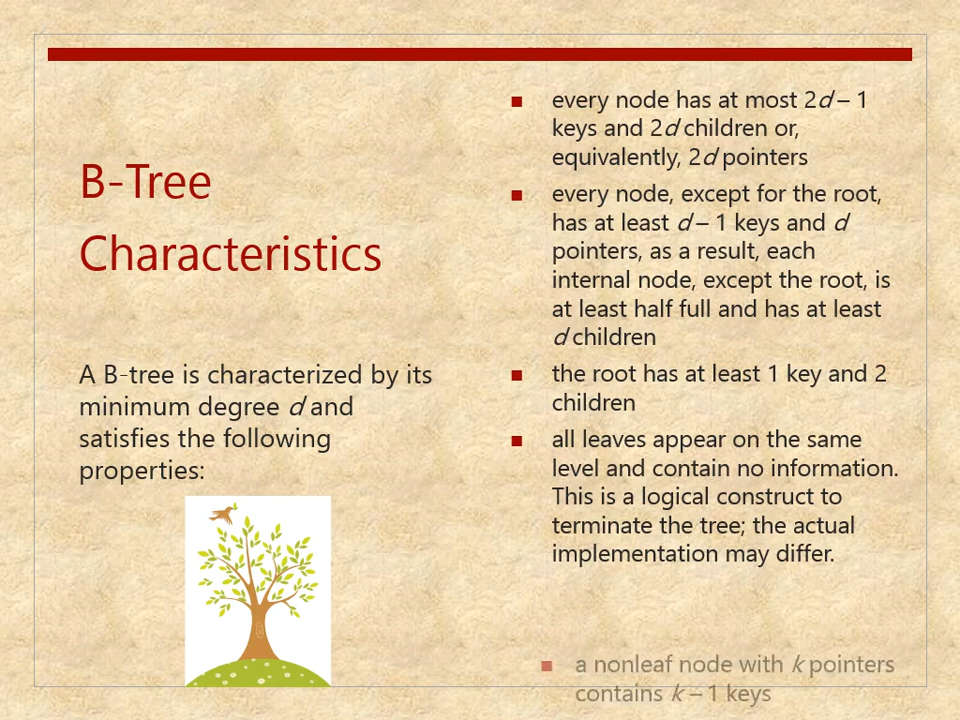 B-Tree
Characteristics
A B-tree is characterized by its
minimum degree d and
satisfies the following
properties:
■ every node has at most 2d – 1
keys and 2d children or,
equivalently, 2d pointers
■ every node, except for the root,
has at least d – 1 keys and d
pointers, as a result, each
internal node, except the root, is
at least half full and has at least
d children
■ the root has at least 1 key and 2
children
■ all leaves appear on the same
level and contain no information.
This is a logical construct to
terminate the tree; the actual
implementation may differ.
■ a nonleaf node with k pointers
contains k – 1 keys